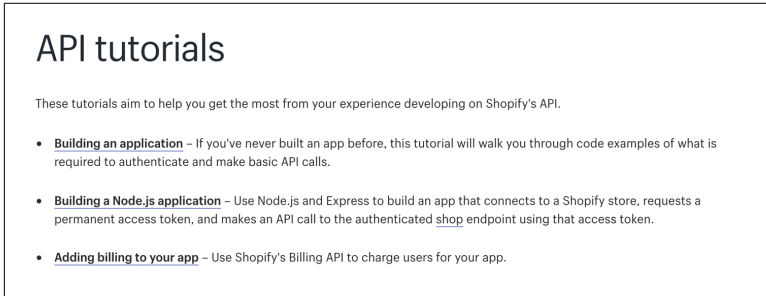 API tutorials
These tutorials aim to help you get the most from your experience developing on Shopify's API.
• Building an application – If you've never built an app before, this tutorial will walk you through code examples of what is
required to authenticate and make basic API calls.
• Building a Node.js application – Use Node.js and Express to build an app that connects to a Shopify store, requests a
permanent access token, and makes an API call to the authenticated shop endpoint using that access token.
• Adding billing to your app – Use Shopify's Billing API to charge users for your app.